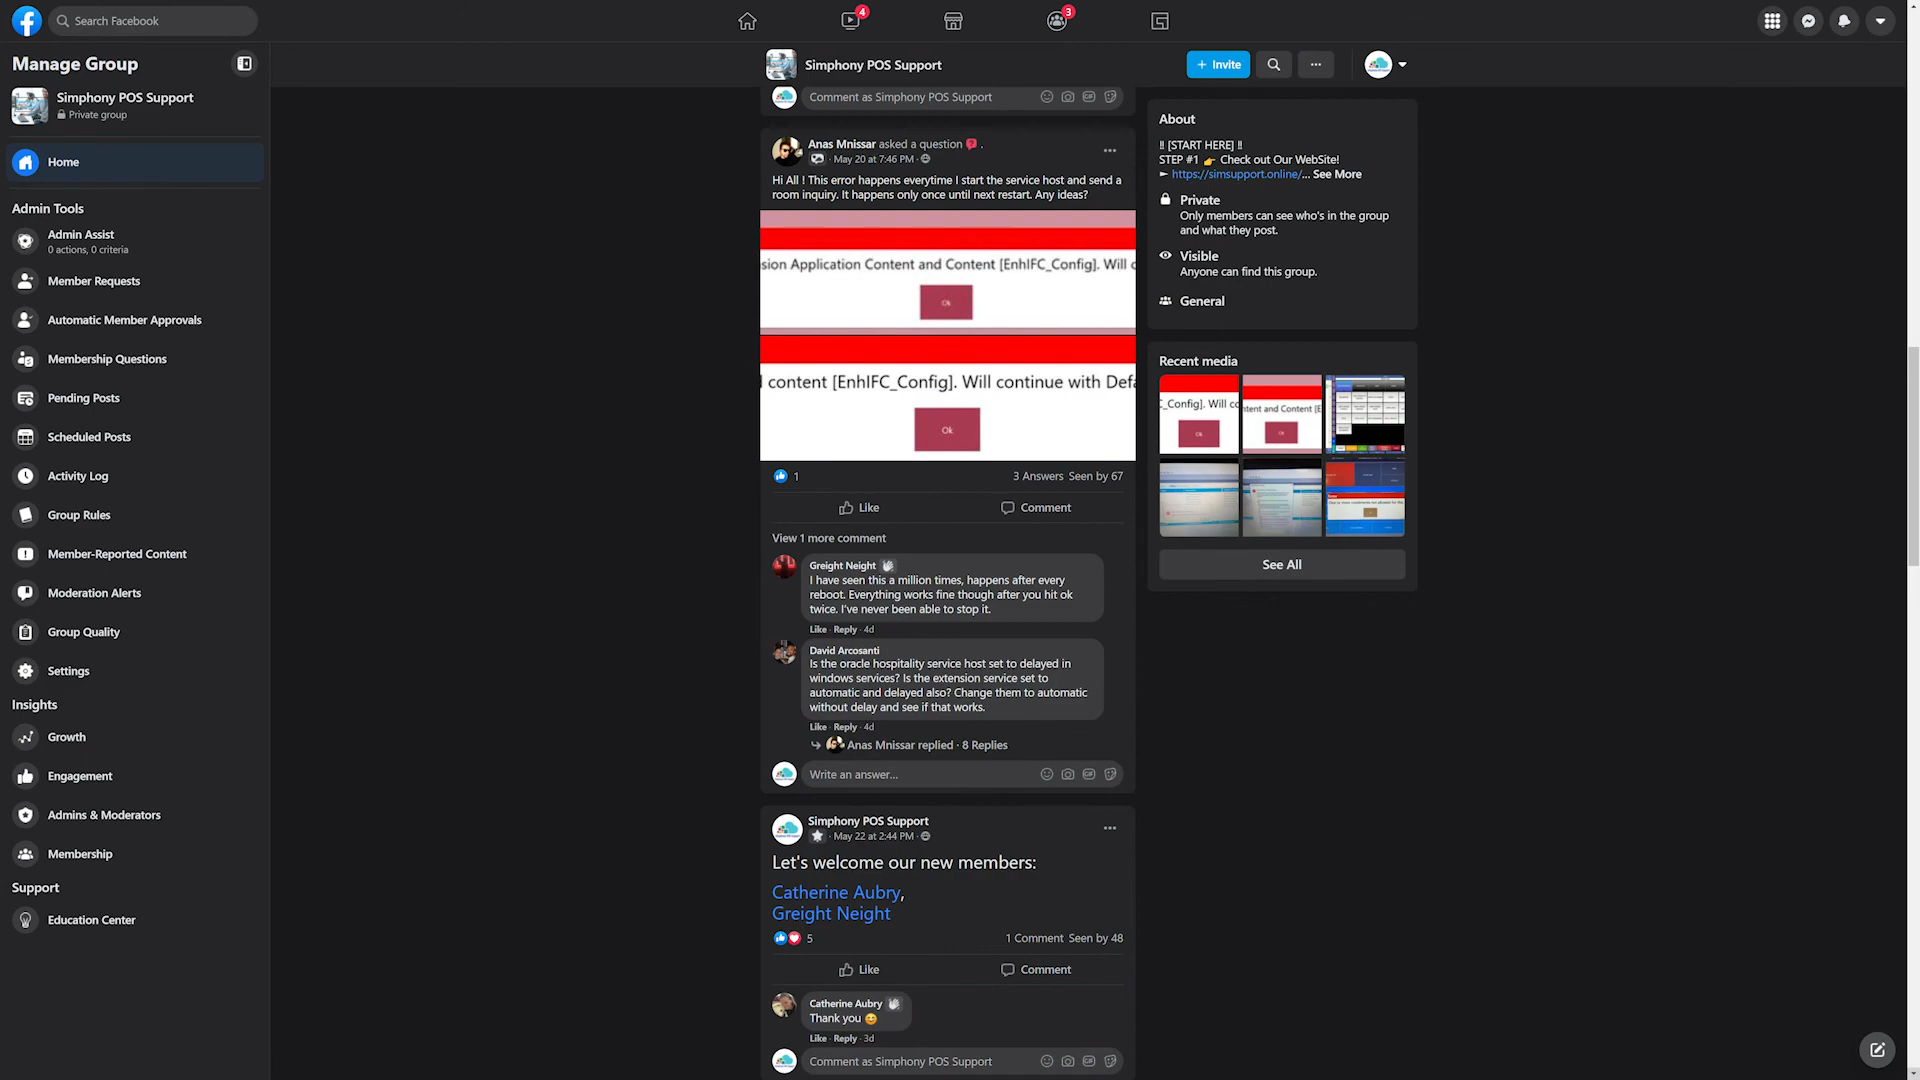 Search Facebook
4
3
Manage Group
Simphony POS Support
Private group
Home
Admin Tools
Admin Assist
0 actions, 0 criteria
Member Requests
Automatic Member Approvals
Membership Questions
Pending Posts
Scheduled Posts
Activity Log
Group Rules
Member-Reported Content
Moderation Alerts
Group Quality
Settings
Insights
Growth
Engagement
Admins & Moderators
Membership
Support
Education Center
Simphony POS Support
+ Invite
Comment as Simphony POS Support
Anas Mnissar asked a question .
· May 20 at 7:46 PM ·
Hi All ! This error happens everytime I start the service host and send a
room inquiry. It happens only once until next restart. Any ideas?
sion Application Content and Content [EnhIFC_Config]. Will c
Ok
content [EnhIFC_Config]. Will continue with Defa
Ok
1
3 Answers Seen by 67
Like
Comment
View 1 more comment
Greight Neight
I have seen this a million times, happens after every
reboot. Everything works fine though after you hit ok
twice. I've never been able to stop it.
Like · Reply · 4d
David Arcosanti
Is the oracle hospitality service host set to delayed in
windows services? Is the extension service set to
automatic and delayed also? Change them to automatic
without delay and see if that works.
Like · Reply · 4d
Anas Mnissar replied · 8 Replies
Write an answer...
Simphony POS Support
· May 22 at 2:44 PM ·
Let's welcome our new members:
Catherine Aubry,
Greight Neight
5
1 Comment Seen by 48
Like
Comment
Catherine Aubry
Thank you 😊
Like · Reply · 3d
Comment as Simphony POS Support
About
‼ [START HERE] ‼
STEP #1 👉 Check out Our WebSite!
► https://simsupport.online/... See More
Private
Only members can see who's in the group
and what they post.
Visible
Anyone can find this group.
General
Recent media
C_Config]. Will co
Ok
ntent and Content [E
Ok
See All